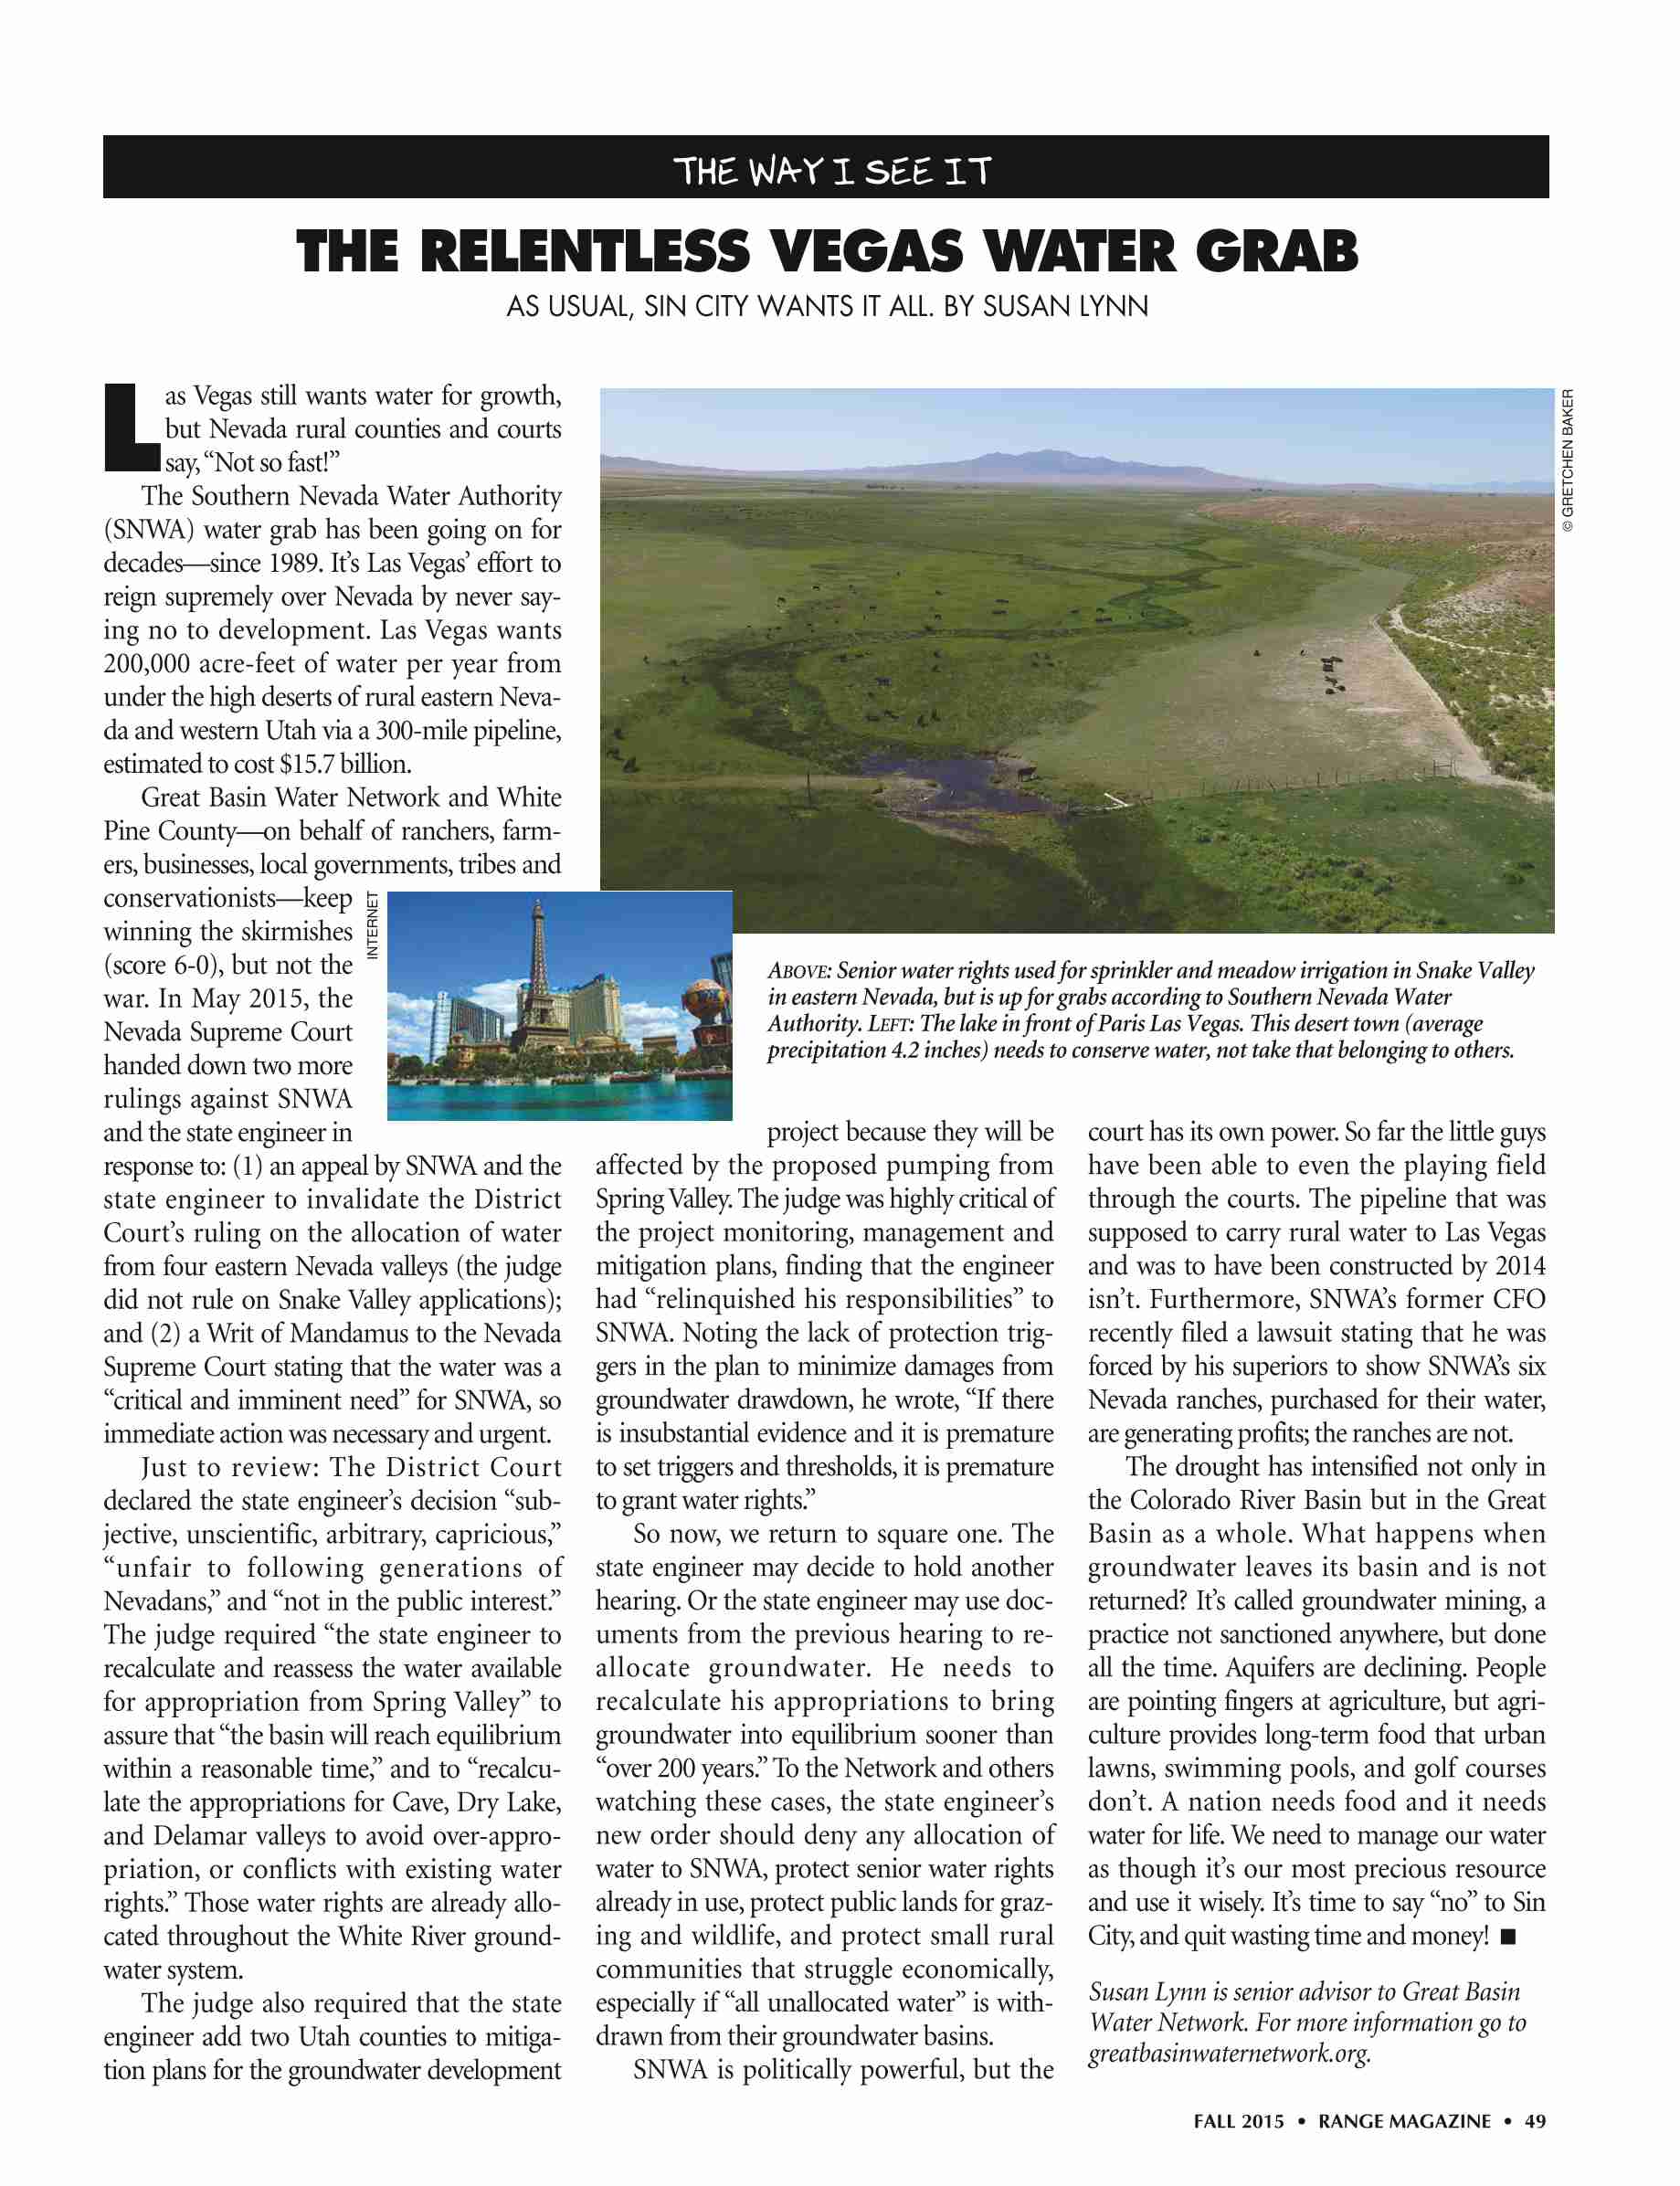 THE WAY I SEE IT
THE RELENTLESS VEGAS WATER GRAB
AS USUAL, SIN CITY WANTS IT ALL. BY SUSAN LYNN
Las Vegas still wants water for growth,
but Nevada rural counties and courts
say, “Not so fast!”
The Southern Nevada Water Authority
(SNWA) water grab has been going on for
decades—since 1989. It’s Las Vegas’ effort to
reign supremely over Nevada by never say-
ing no to development. Las Vegas wants
200,000 acre-feet of water per year from
under the high deserts of rural eastern Neva-
da and western Utah via a 300-mile pipeline,
estimated to cost $15.7 billion.
Great Basin Water Network and White
Pine County—on behalf of ranchers, farm-
ers, businesses, local governments, tribes and
conservationists—keep
winning the skirmishes
(score 6-0), but not the
war. In May 2015, the
Nevada Supreme Court
handed down two more
rulings against SNWA
and the state engineer in
response to: (1) an appeal by SNWA and the
state engineer to invalidate the District
Court’s ruling on the allocation of water
from four eastern Nevada valleys (the judge
did not rule on Snake Valley applications);
and (2) a Writ of Mandamus to the Nevada
Supreme Court stating that the water was a
“critical and imminent need” for SNWA, so
immediate action was necessary and urgent.
Just to review: The District Court
declared the state engineer’s decision “sub-
jective, unscientific, arbitrary, capricious,”
“unfair to following generations of
Nevadans,” and “not in the public interest.”
The judge required “the state engineer to
recalculate and reassess the water available
for appropriation from Spring Valley” to
assure that “the basin will reach equilibrium
within a reasonable time,” and to “recalcu-
late the appropriations for Cave, Dry Lake,
and Delamar valleys to avoid over-appro-
priation, or conflicts with existing water
rights.” Those water rights are already allo-
cated throughout the White River ground-
water system.
The judge also required that the state
engineer add two Utah counties to mitiga-
tion plans for the groundwater development
© GRETCHEN BAKER
INTERNET
ABOVE: Senior water rights used for sprinkler and meadow irrigation in Snake Valley
in eastern Nevada, but is up for grabs according to Southern Nevada Water
Authority. LEFT: The lake in front of Paris Las Vegas. This desert town (average
precipitation 4.2 inches) needs to conserve water, not take that belonging to others.
project because they will be
affected by the proposed pumping from
Spring Valley. The judge was highly critical of
the project monitoring, management and
mitigation plans, finding that the engineer
had “relinquished his responsibilities” to
SNWA. Noting the lack of protection trig-
gers in the plan to minimize damages from
groundwater drawdown, he wrote, “If there
is insubstantial evidence and it is premature
to set triggers and thresholds, it is premature
to grant water rights.”
So now, we return to square one. The
state engineer may decide to hold another
hearing. Or the state engineer may use doc-
uments from the previous hearing to re-
allocate groundwater. He needs to
recalculate his appropriations to bring
groundwater into equilibrium sooner than
“over 200 years.” To the Network and others
watching these cases, the state engineer’s
new order should deny any allocation of
water to SNWA, protect senior water rights
already in use, protect public lands for graz-
ing and wildlife, and protect small rural
communities that struggle economically,
especially if “all unallocated water” is with-
drawn from their groundwater basins.
SNWA is politically powerful, but the
court has its own power. So far the little guys
have been able to even the playing field
through the courts. The pipeline that was
supposed to carry rural water to Las Vegas
and was to have been constructed by 2014
isn’t. Furthermore, SNWA’s former CFO
recently filed a lawsuit stating that he was
forced by his superiors to show SNWA’s six
Nevada ranches, purchased for their water,
are generating profits; the ranches are not.
The drought has intensified not only in
the Colorado River Basin but in the Great
Basin as a whole. What happens when
groundwater leaves its basin and is not
returned? It’s called groundwater mining, a
practice not sanctioned anywhere, but done
all the time. Aquifers are declining. People
are pointing fingers at agriculture, but agri-
culture provides long-term food that urban
lawns, swimming pools, and golf courses
don’t. A nation needs food and it needs
water for life. We need to manage our water
as though it’s our most precious resource
and use it wisely. It’s time to say “no” to Sin
City, and quit wasting time and money! ■
Susan Lynn is senior advisor to Great Basin
Water Network. For more information go to
greatbasinwaternetwork.org.
FALL 2015 • RANGE MAGAZINE • 49